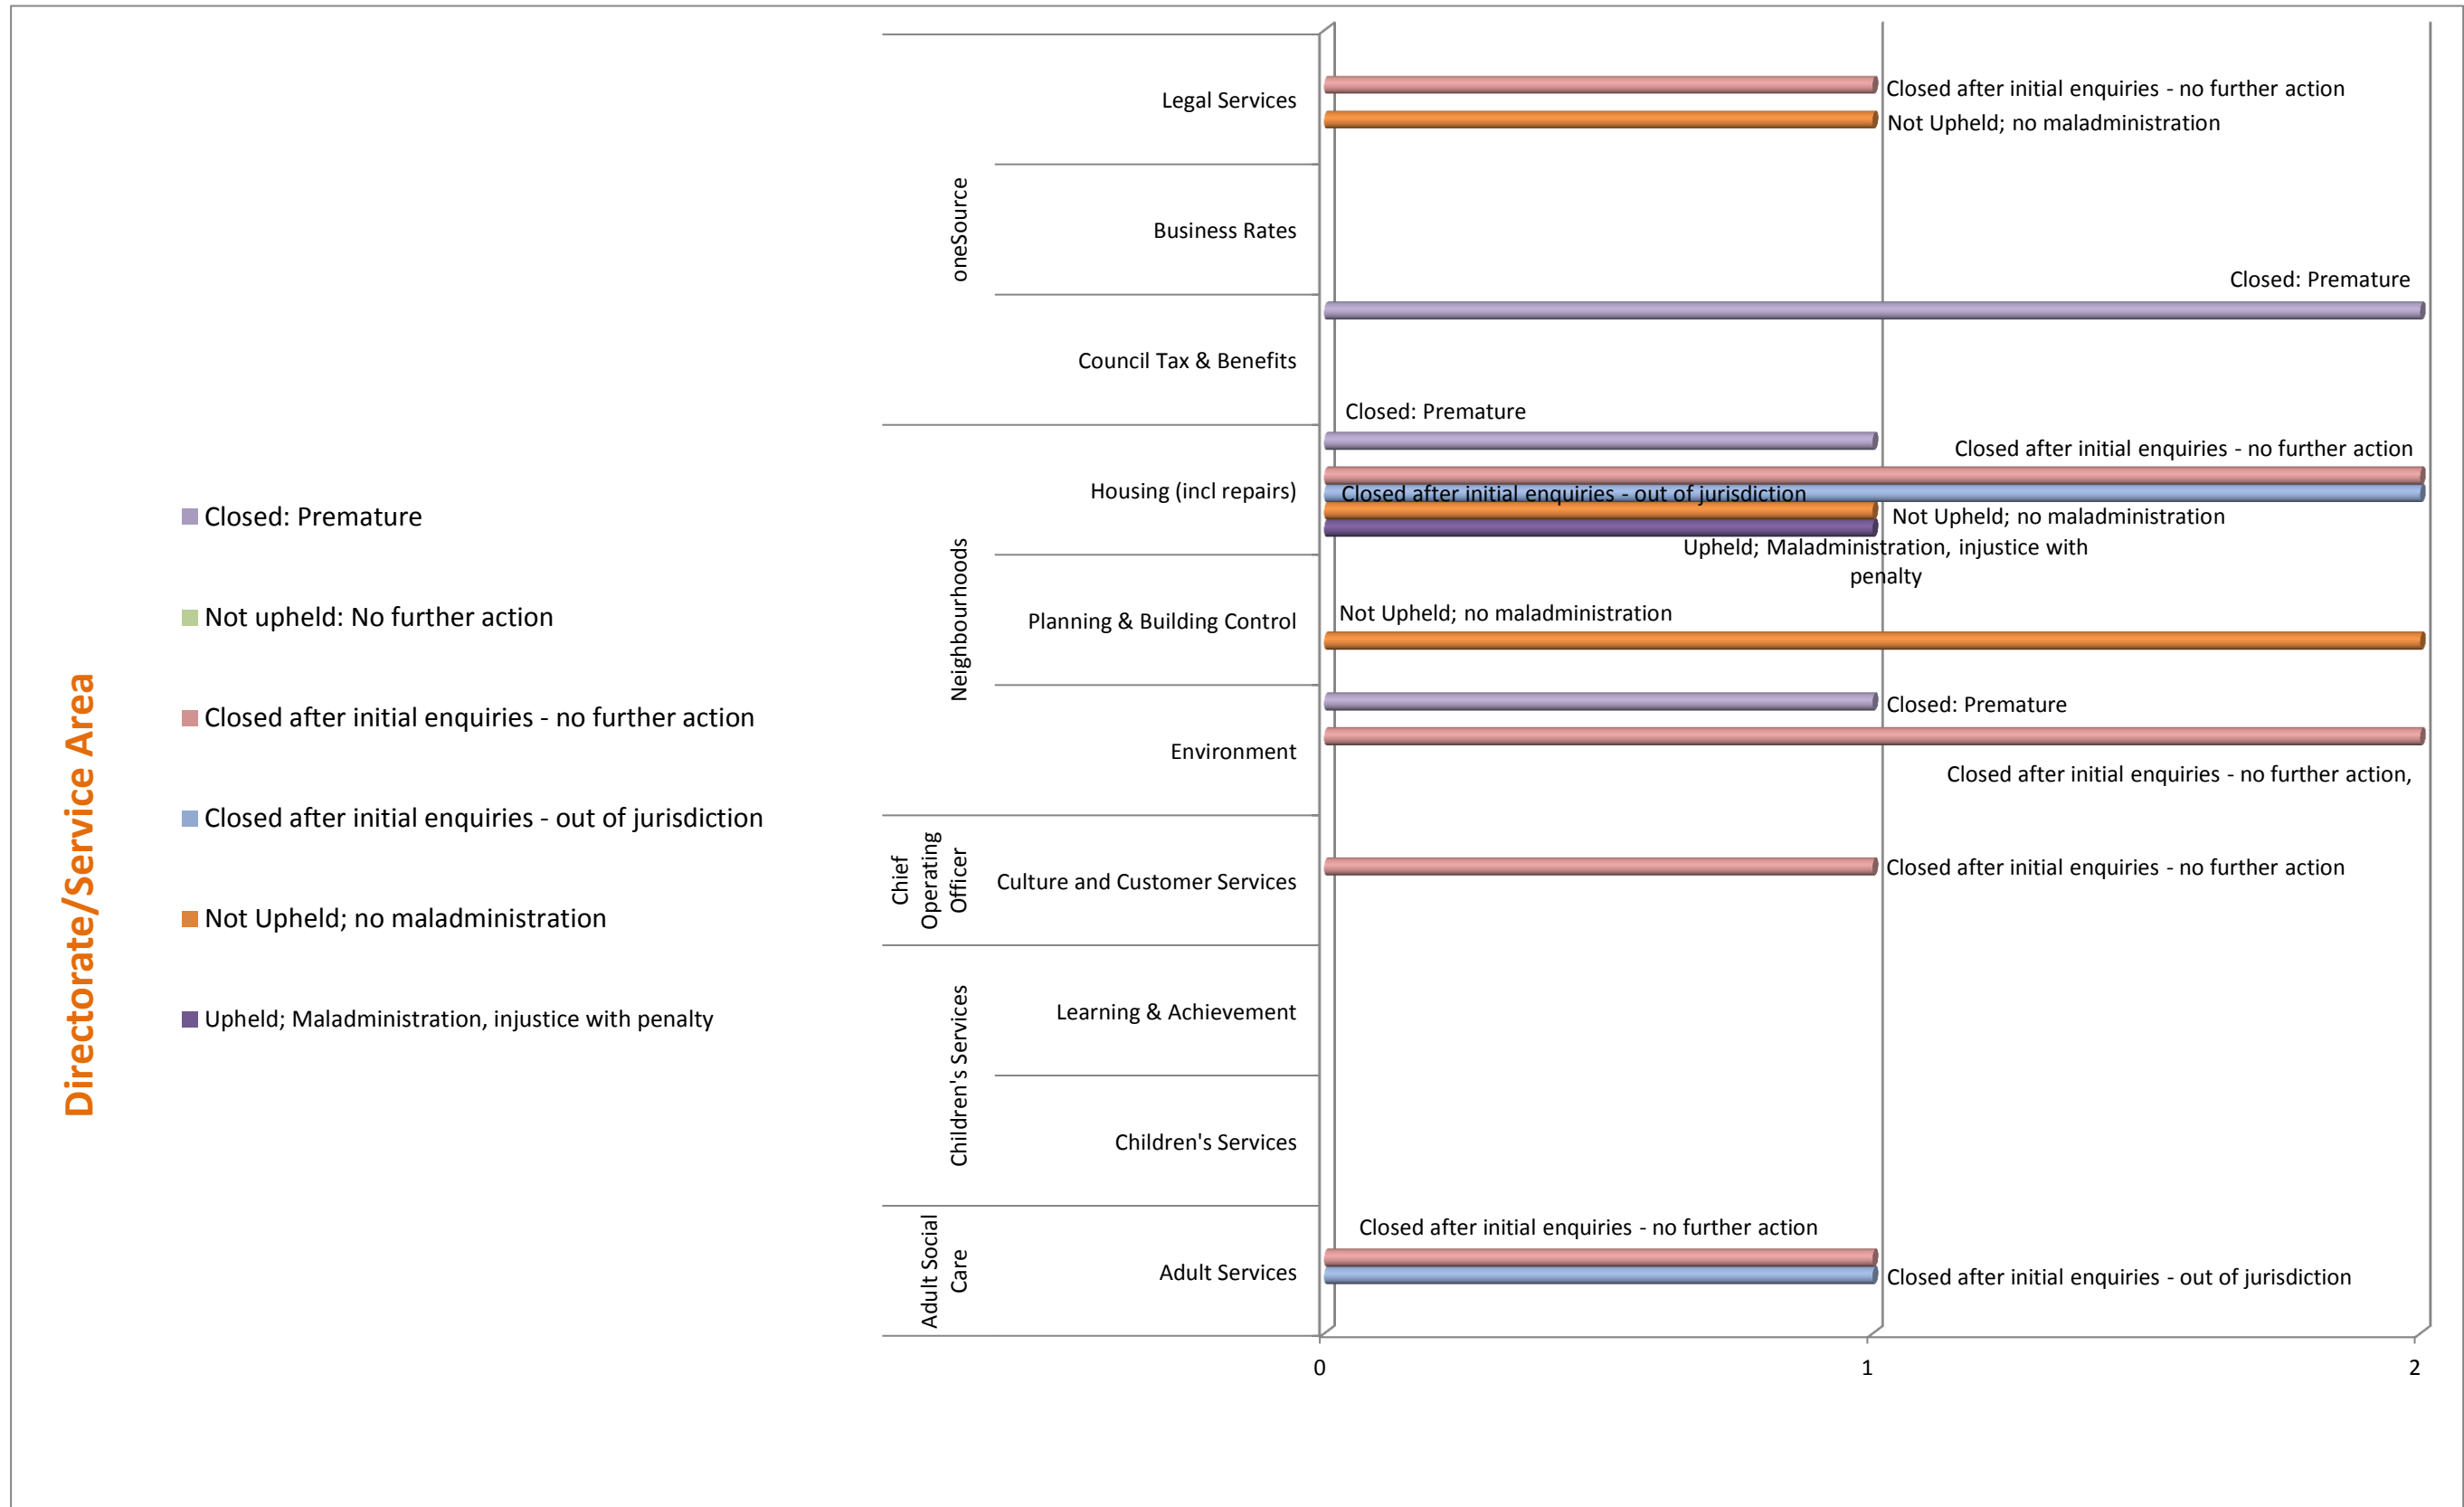 Directorate/Service Area
Closed: Premature
Not upheld: No further action
Closed after initial enquiries - no further action
Closed after initial enquiries - out of jurisdiction
Not Upheld; no maladministration
Upheld; Maladministration, injustice with penalty
oneSource
Legal Services
Closed after initial enquiries - no further action
Not Upheld; no maladministration
Business Rates
Council Tax & Benefits
Closed: Premature
Neighbourhoods
Housing (incl repairs)
Closed: Premature
Closed after initial enquiries - no further action
Closed after initial enquiries - out of jurisdiction
Not Upheld; no maladministration
Upheld; Maladministration, injustice with
penalty
Planning & Building Control
Not Upheld; no maladministration
Environment
Closed: Premature
Closed after initial enquiries - no further action,
Chief
Operating
Officer
Culture and Customer Services
Closed after initial enquiries - no further action
Children's Services
Learning & Achievement
Children's Services
Adult Social
Care
Adult Services
Closed after initial enquiries - no further action
Closed after initial enquiries - out of jurisdiction
0
1
2